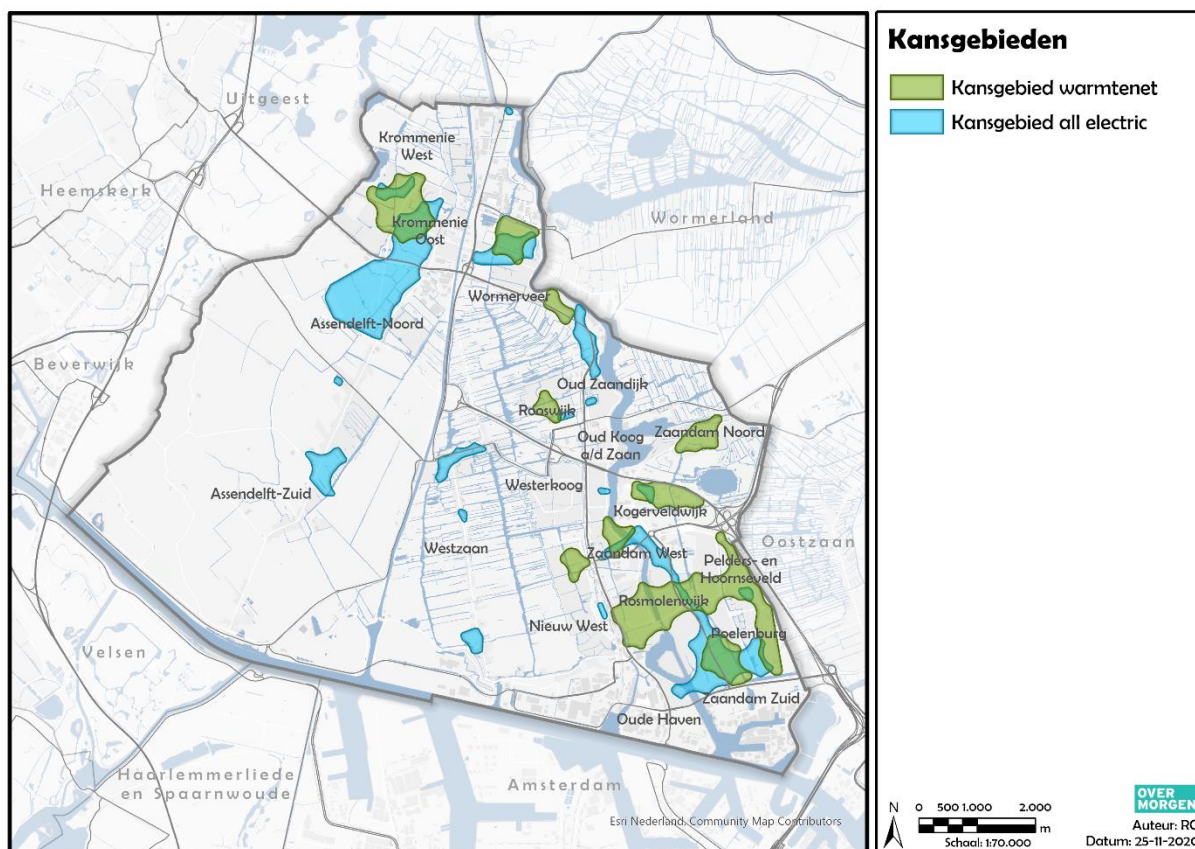 Uitgeest
Krommenie
West
Heemskerk
Wormerland
Krommenie
Oost
Wormerveer
Assendelft-Noord
Beverwijk
Oud Zaandijk
Rooswijk
Oud Koog
a/d Zaan
Zaandam Noord
Assendelft-Zuid
Westerkoog
Kogerveldwijk
Oostzaan
Westzaan
Zaandam West
Pelders- en
Hoornseveld
Rosmolenwijk
Nieuw West
Poelenburg
Velsen
Zaandam Zuid
Oude Haven
Haarlemmerliede
en Spaarnwoude
Amsterdam
Esri Nederland, Community Map Contributors
Kansgebieden
Kansgebied warmtenet
Kansgebied all electric
N
0 500 1.000 2.000
m
Schaal: 1:70.000
OVER
MORGEN
Auteur: RO
Datum: 25-11-2020